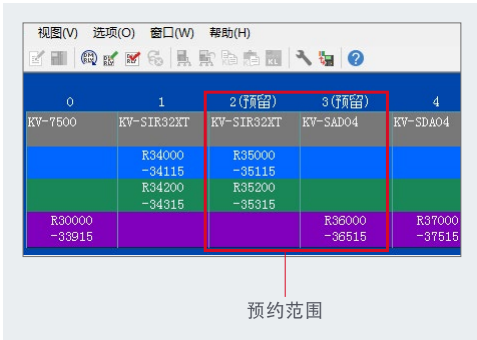 视图(V) 选项(O) 窗口(W) 帮助(H)
RL
0 1 2(预留) 3(预留) 4
KV-7500 KV-SIR32XT KV-SIR32XT KV-SAD04 KV-SDA04
R34000 R35000
-34115 -35115
R34200 R35200
-34315 -35315
R30000 R36000 R37000
-33915 -36515 -37515
预约范围